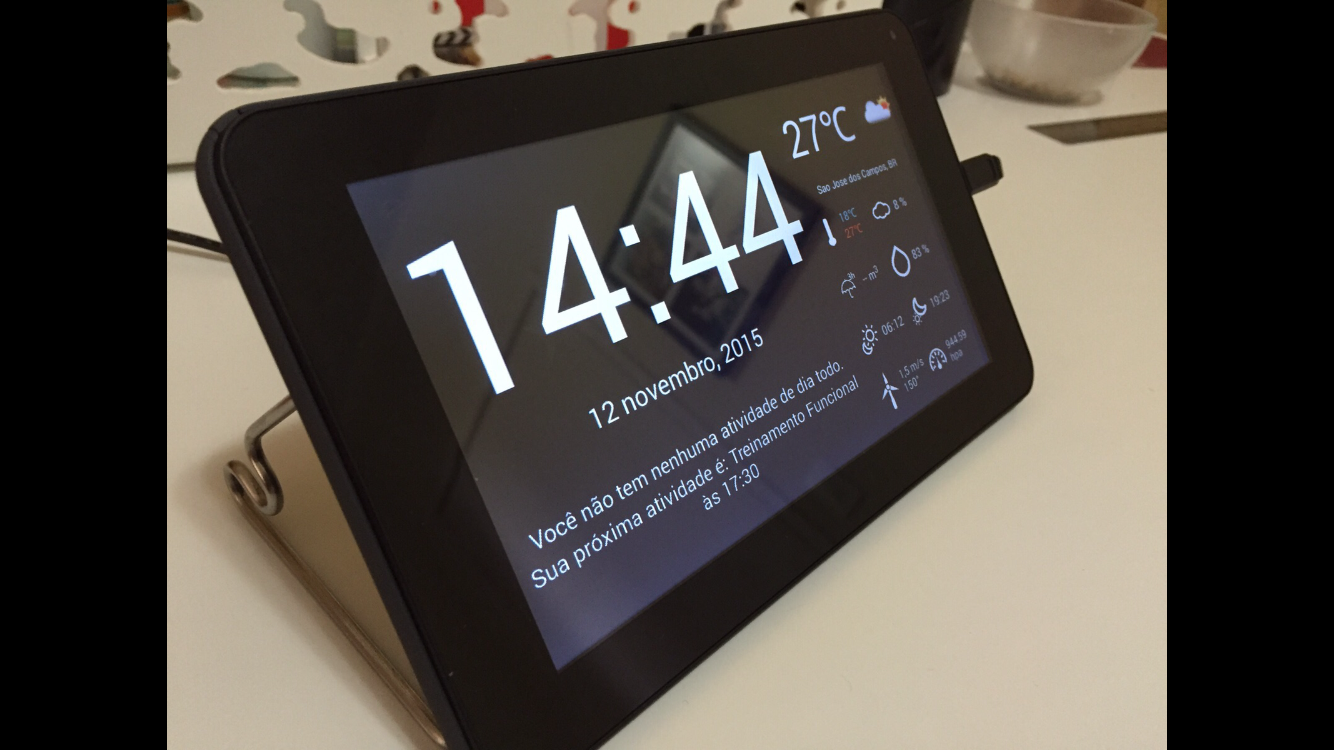 14:44
12 novembro, 2015
Você não tem nenhuma atividade de dia todo.
Sua próxima atividade é: Treinamento Funcional
às 17:30
27°C
Sao Jose dos Campos, BR
18°C
27°C
8 %
- m³
83 %
06:12
19:23
1,5 m/s
150°
944.59
hpa